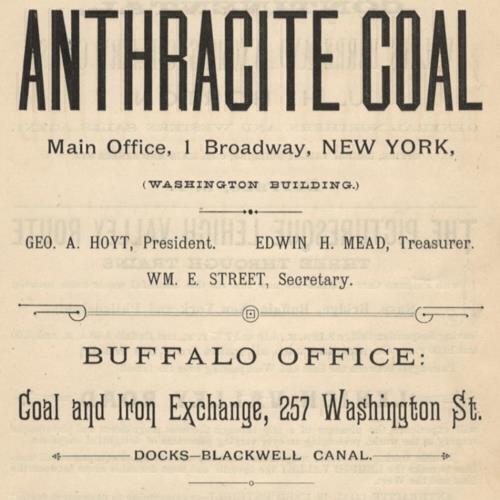 ANTHRACITE COAL
Main Office, 1 Broadway, NEW YORK,
(WASHINGTON BUILDING.)
GEO. A. HOYT, President. EDWIN H. MEAD, Treasurer.
WM. E. STREET, Secretary.
BUFFALO OFFICE:
Coal and Iron Exchange, 257 Washington St.
DOCKS—BLACKWELL CANAL.